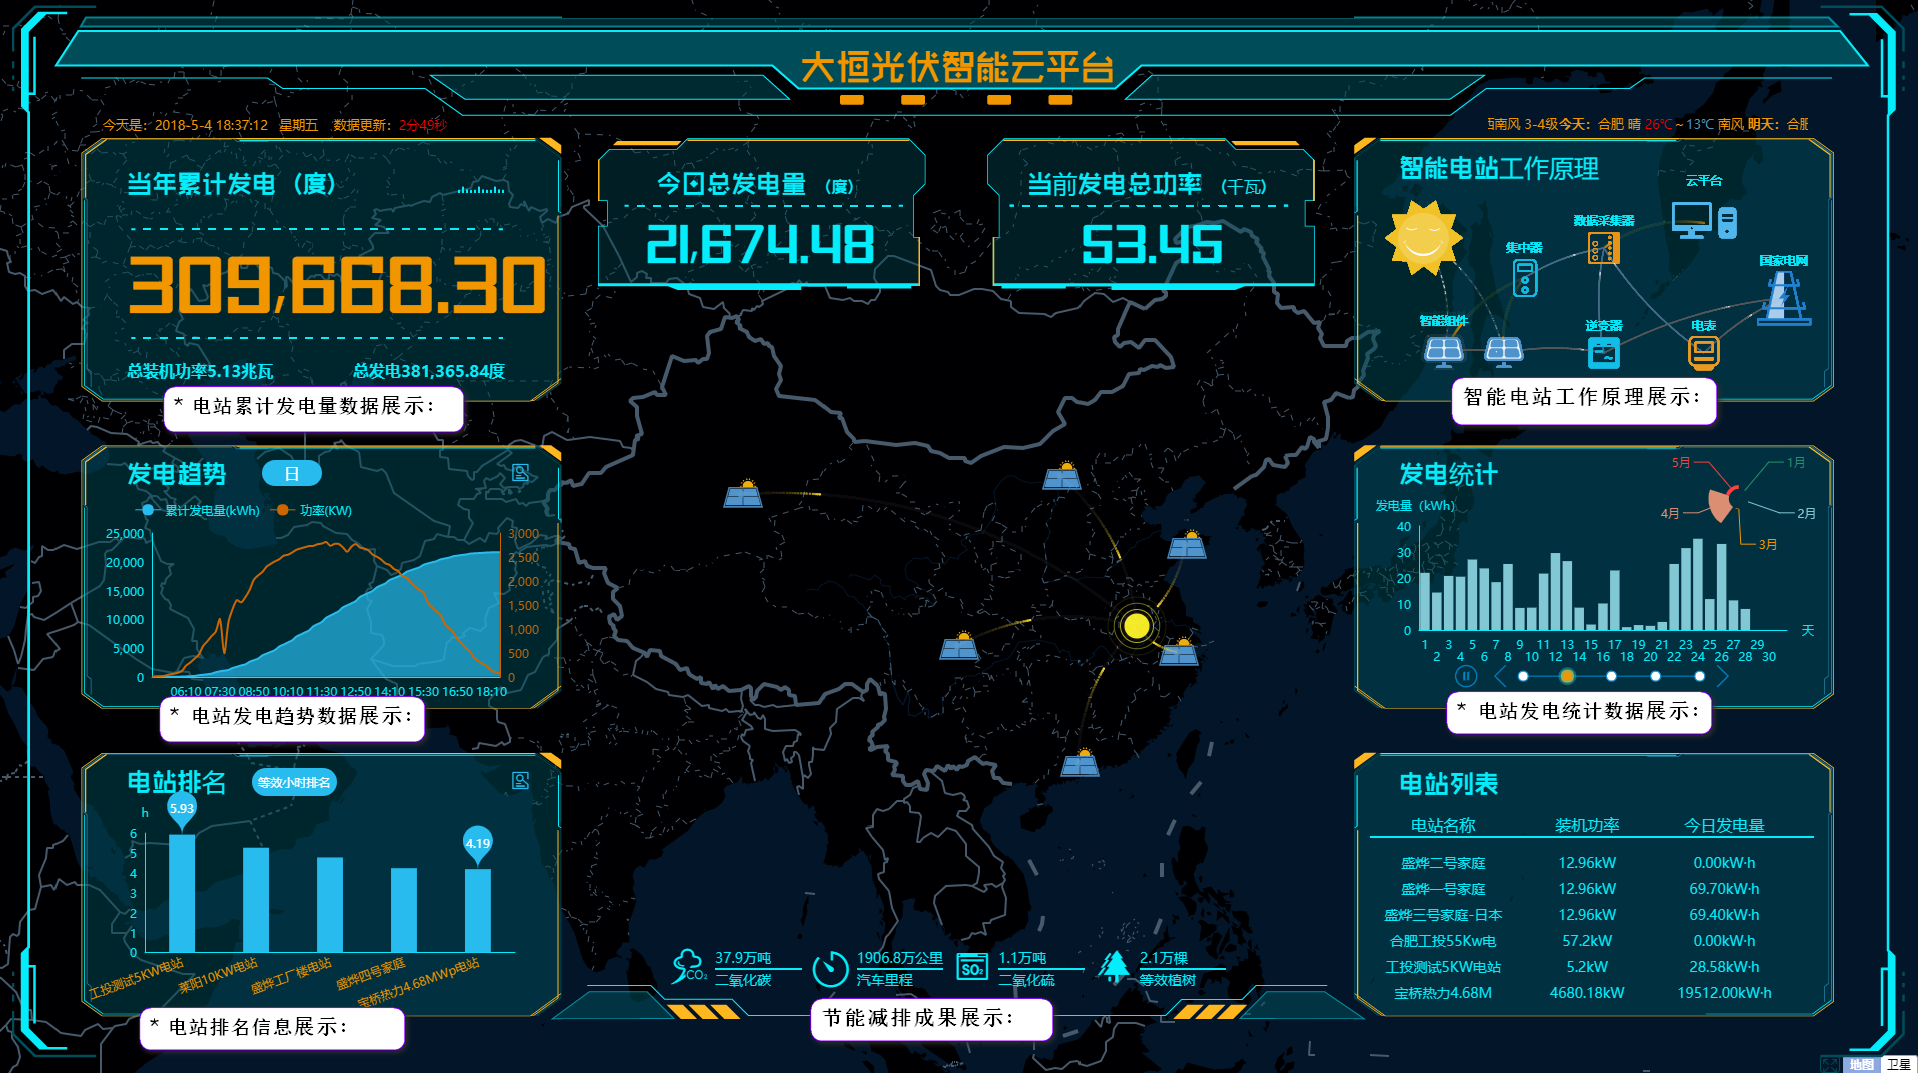 大恒光伏智能云平台
今天是：2018-5-4 18:37:12 星期五 数据更新：2分49秒
西南风 3-4级今天：合肥 晴 26℃～13℃ 南风 明天：合肥
当年累计发电（度）
309,668.30
总装机功率5.13兆瓦 总发电381,365.84度
* 电站累计发电量数据展示：
今日总发电量（度）
21,674.48
当前发电总功率（千瓦）
53.45
智能电站工作原理
云平台
数据采集器
集中器
国家电网
智能组件
逆变器
电表
智能电站工作原理展示：
发电趋势 日
累计发电量(kWh) 功率(KW)
25,000 3,000
20,000 2,500
2,000
15,000 1,500
10,000 1,000
5,000 500
0 0
06:10 07:30 08:50 10:10 11:30 12:50 14:10 15:30 16:50 18:10
* 电站发电趋势数据展示：
发电统计
5月 1月
4月 2月
3月
发电量（kWh）
40
30
20
10
0
天
1 3 5 7 9 11 13 15 17 19 21 23 25 27 29
2 4 6 8 10 12 14 16 18 20 22 24 26 28 30
* 电站发电统计数据展示：
电站排名 等效小时排名
h
5.93
4.19
6
5
4
3
2
1
0
工投测试5KW电站
莱阳10KW电站
盛烨工厂楼电站
盛烨四号家庭
宝桥热力4.68MWp电站
* 电站排名信息展示：
CO₂
37.9万吨
二氧化碳
1906.8万公里
汽车里程
SO₂
1.1万吨
二氧化硫
2.1万棵
等效植树
节能减排成果展示：
电站列表
电站名称 装机功率 今日发电量
盛烨二号家庭 12.96kW 0.00kW·h
盛烨一号家庭 12.96kW 69.70kW·h
盛烨三号家庭-日本 12.96kW 69.40kW·h
合肥工投55Kw电 57.2kW 0.00kW·h
工投测试5KW电站 5.2kW 28.58kW·h
宝桥热力4.68M 4680.18kW 19512.00kW·h
地图 卫星